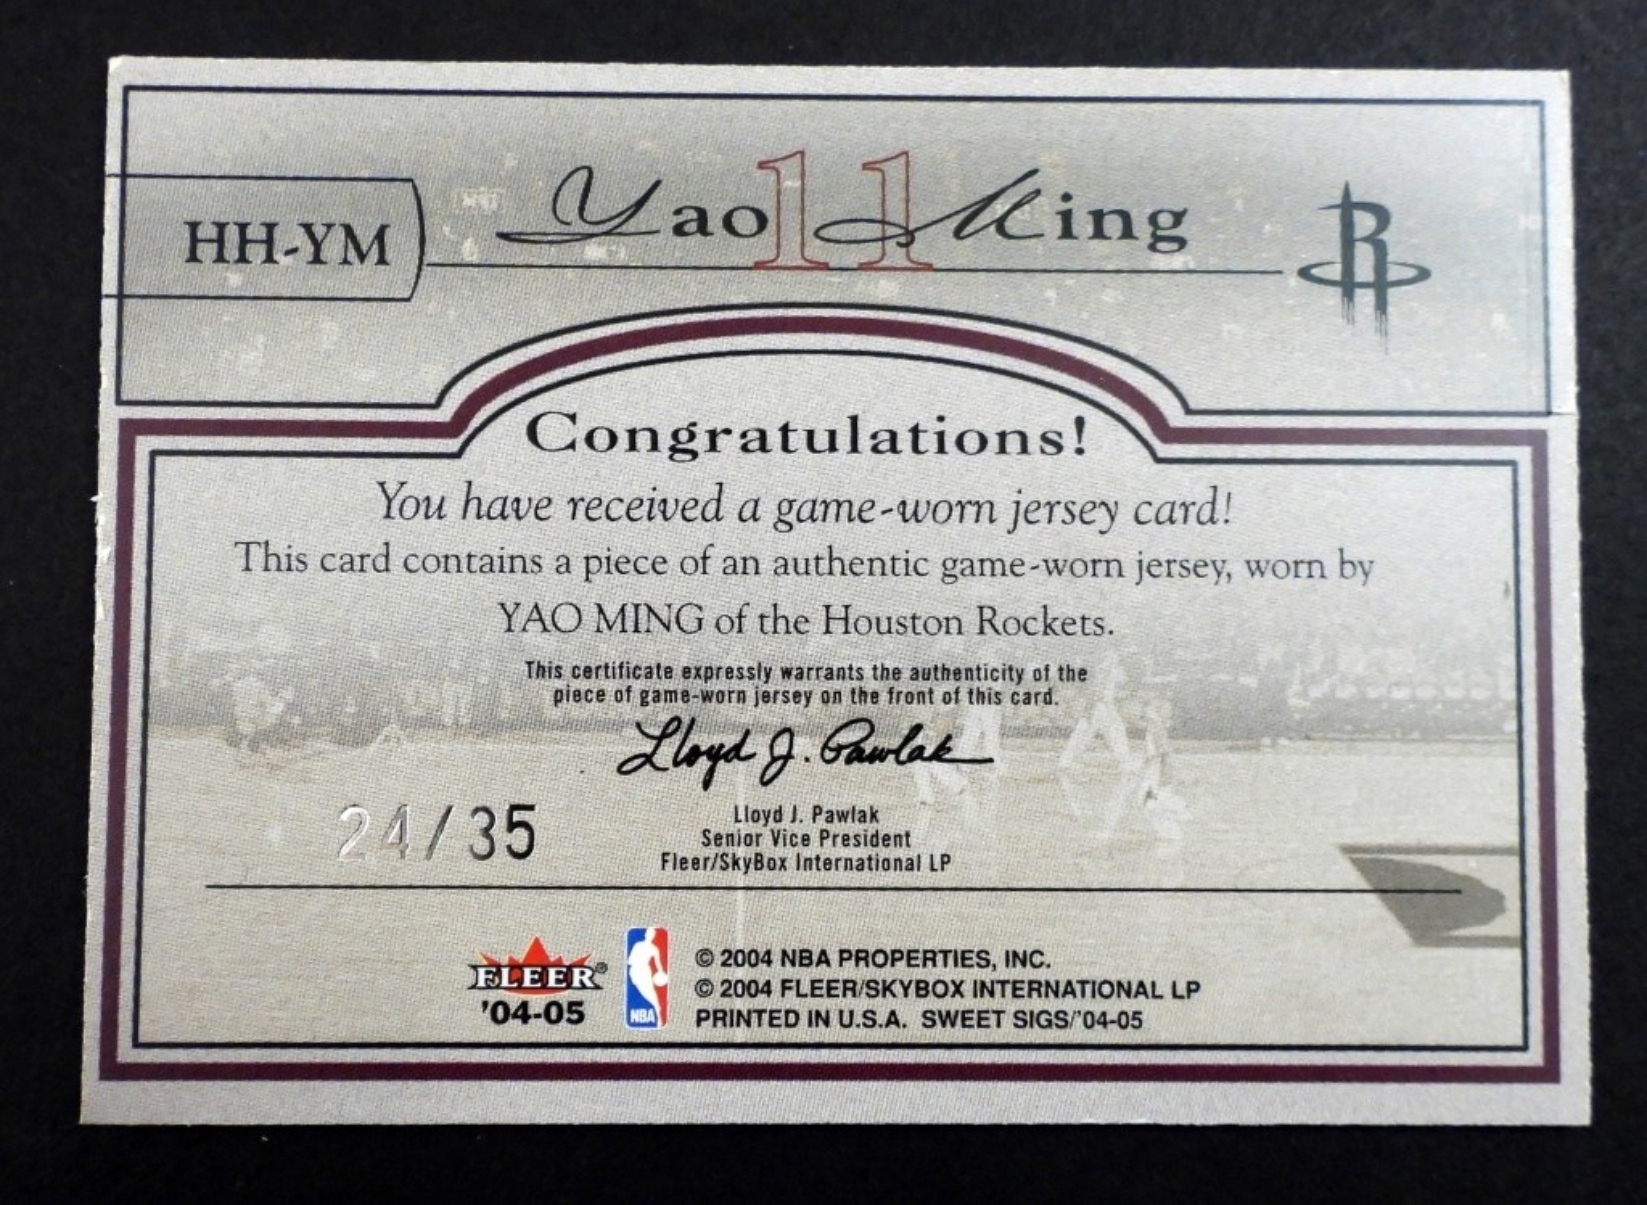 HH-YM
Yao Ming
11
R
Congratulations!
You have received a game-worn jersey card!
This card contains a piece of an authentic game-worn jersey, worn by
YAO MING of the Houston Rockets.
This certificate expressly warrants the authenticity of the
piece of game-worn jersey on the front of this card.
Lloyd J. Pawlak
24/35
Lloyd J. Pawlak
Senior Vice President
Fleer/SkyBox International LP
FLEER®
'04-05
NBA
© 2004 NBA PROPERTIES, INC.
© 2004 FLEER/SKYBOX INTERNATIONAL LP
PRINTED IN U.S.A. SWEET SIGS/'04-05